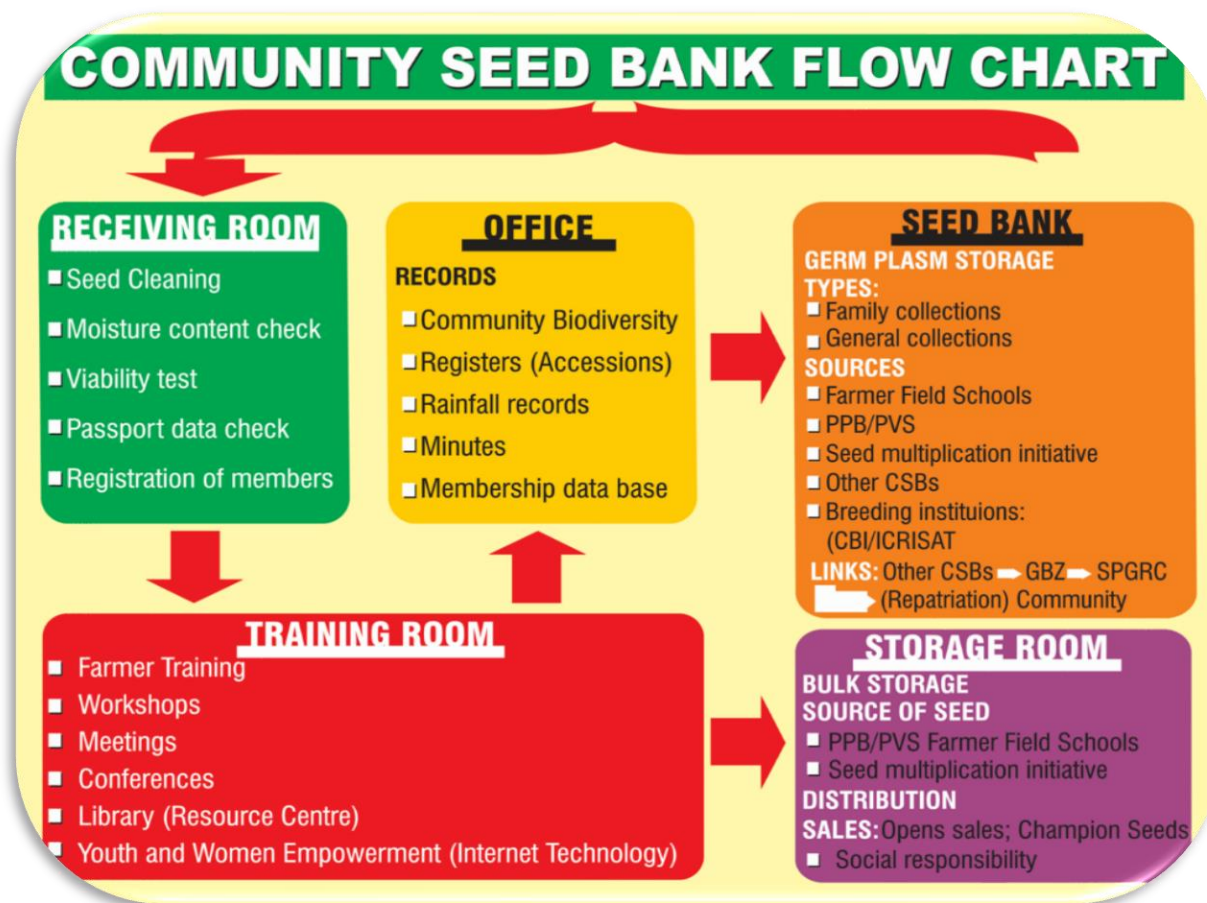 COMMUNITY SEED BANK FLOW CHART
RECEIVING ROOM
Seed Cleaning
Moisture content check
Viability test
Passport data check
Registration of members
OFFICE
RECORDS
Community Biodiversity
Registers (Accessions)
Rainfall records
Minutes
Membership data base
SEED BANK
GERM PLASM STORAGE
TYPES:
Family collections
General collections
SOURCES
Farmer Field Schools
PPB/PVS
Seed multiplication initiative
Other CSBs
Breeding instituions:
(CBI/ICRISAT
LINKS: Other CSBs GBZ SPGRC
(Repatriation) Community
TRAINING ROOM
Farmer Training
Workshops
Meetings
Conferences
Library (Resource Centre)
Youth and Women Empowerment (Internet Technology)
STORAGE ROOM
BULK STORAGE
SOURCE OF SEED
PPB/PVS Farmer Field Schools
Seed multiplication initiative
DISTRIBUTION
SALES: Opens sales; Champion Seeds
Social responsibility